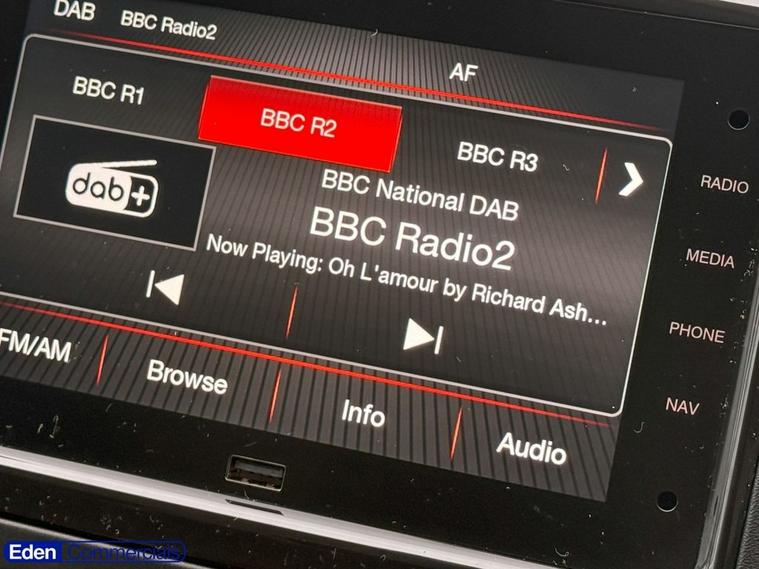 DAB BBC Radio2
AF
BBC R1 BBC R2 BBC R3
dab+
BBC National DAB
BBC Radio2
Now Playing: Oh L'amour by Richard Ash...
FM/AM Browse Info Audio
RADIO
MEDIA
PHONE
NAV
Eden Commercials